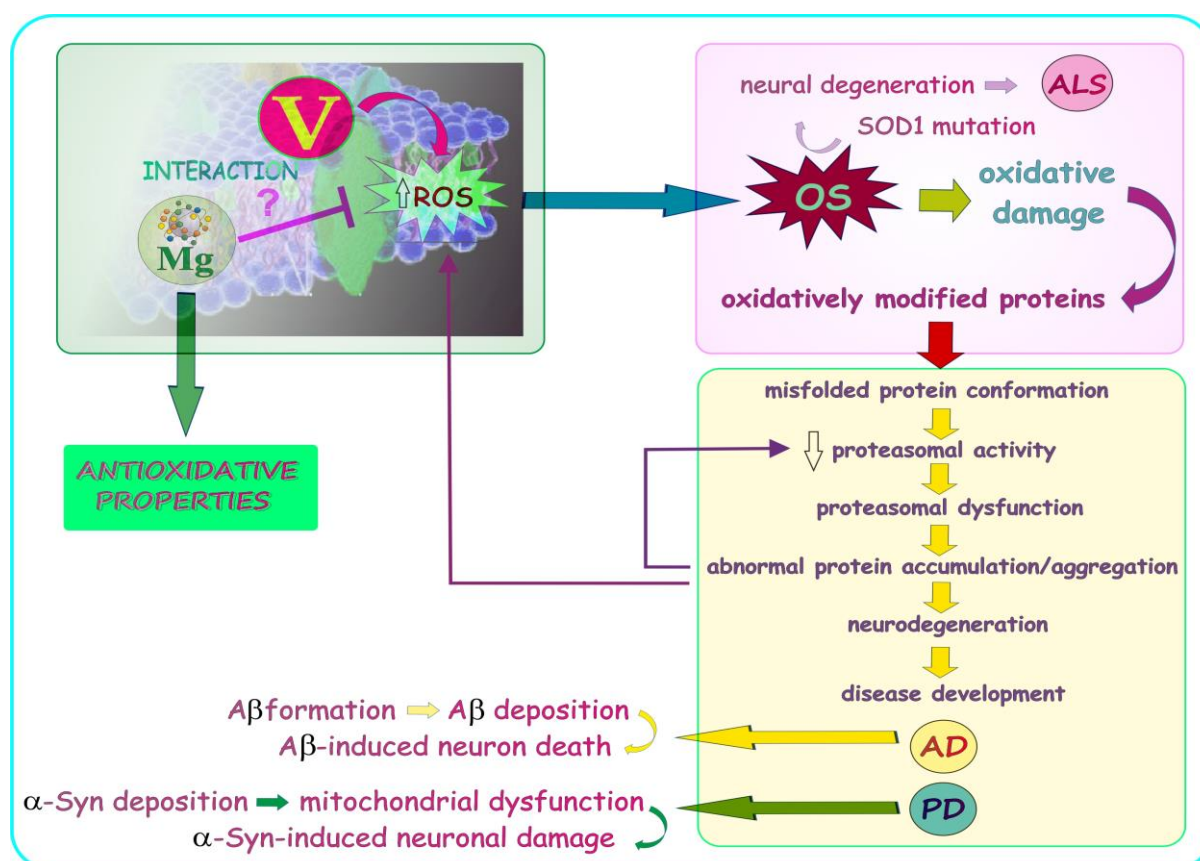 V
INTERACTION
?
Mg
↑ROS
ANTIOXIDATIVE
PROPERTIES
neural degeneration → ALS
SOD1 mutation
OS
oxidative
damage
oxidatively modified proteins
misfolded protein conformation
↓ proteasomal activity
proteasomal dysfunction
abnormal protein accumulation/aggregation
neurodegeneration
disease development
AD
Aβ formation → Aβ deposition
Aβ-induced neuron death
PD
α-Syn deposition → mitochondrial dysfunction
α-Syn-induced neuronal damage